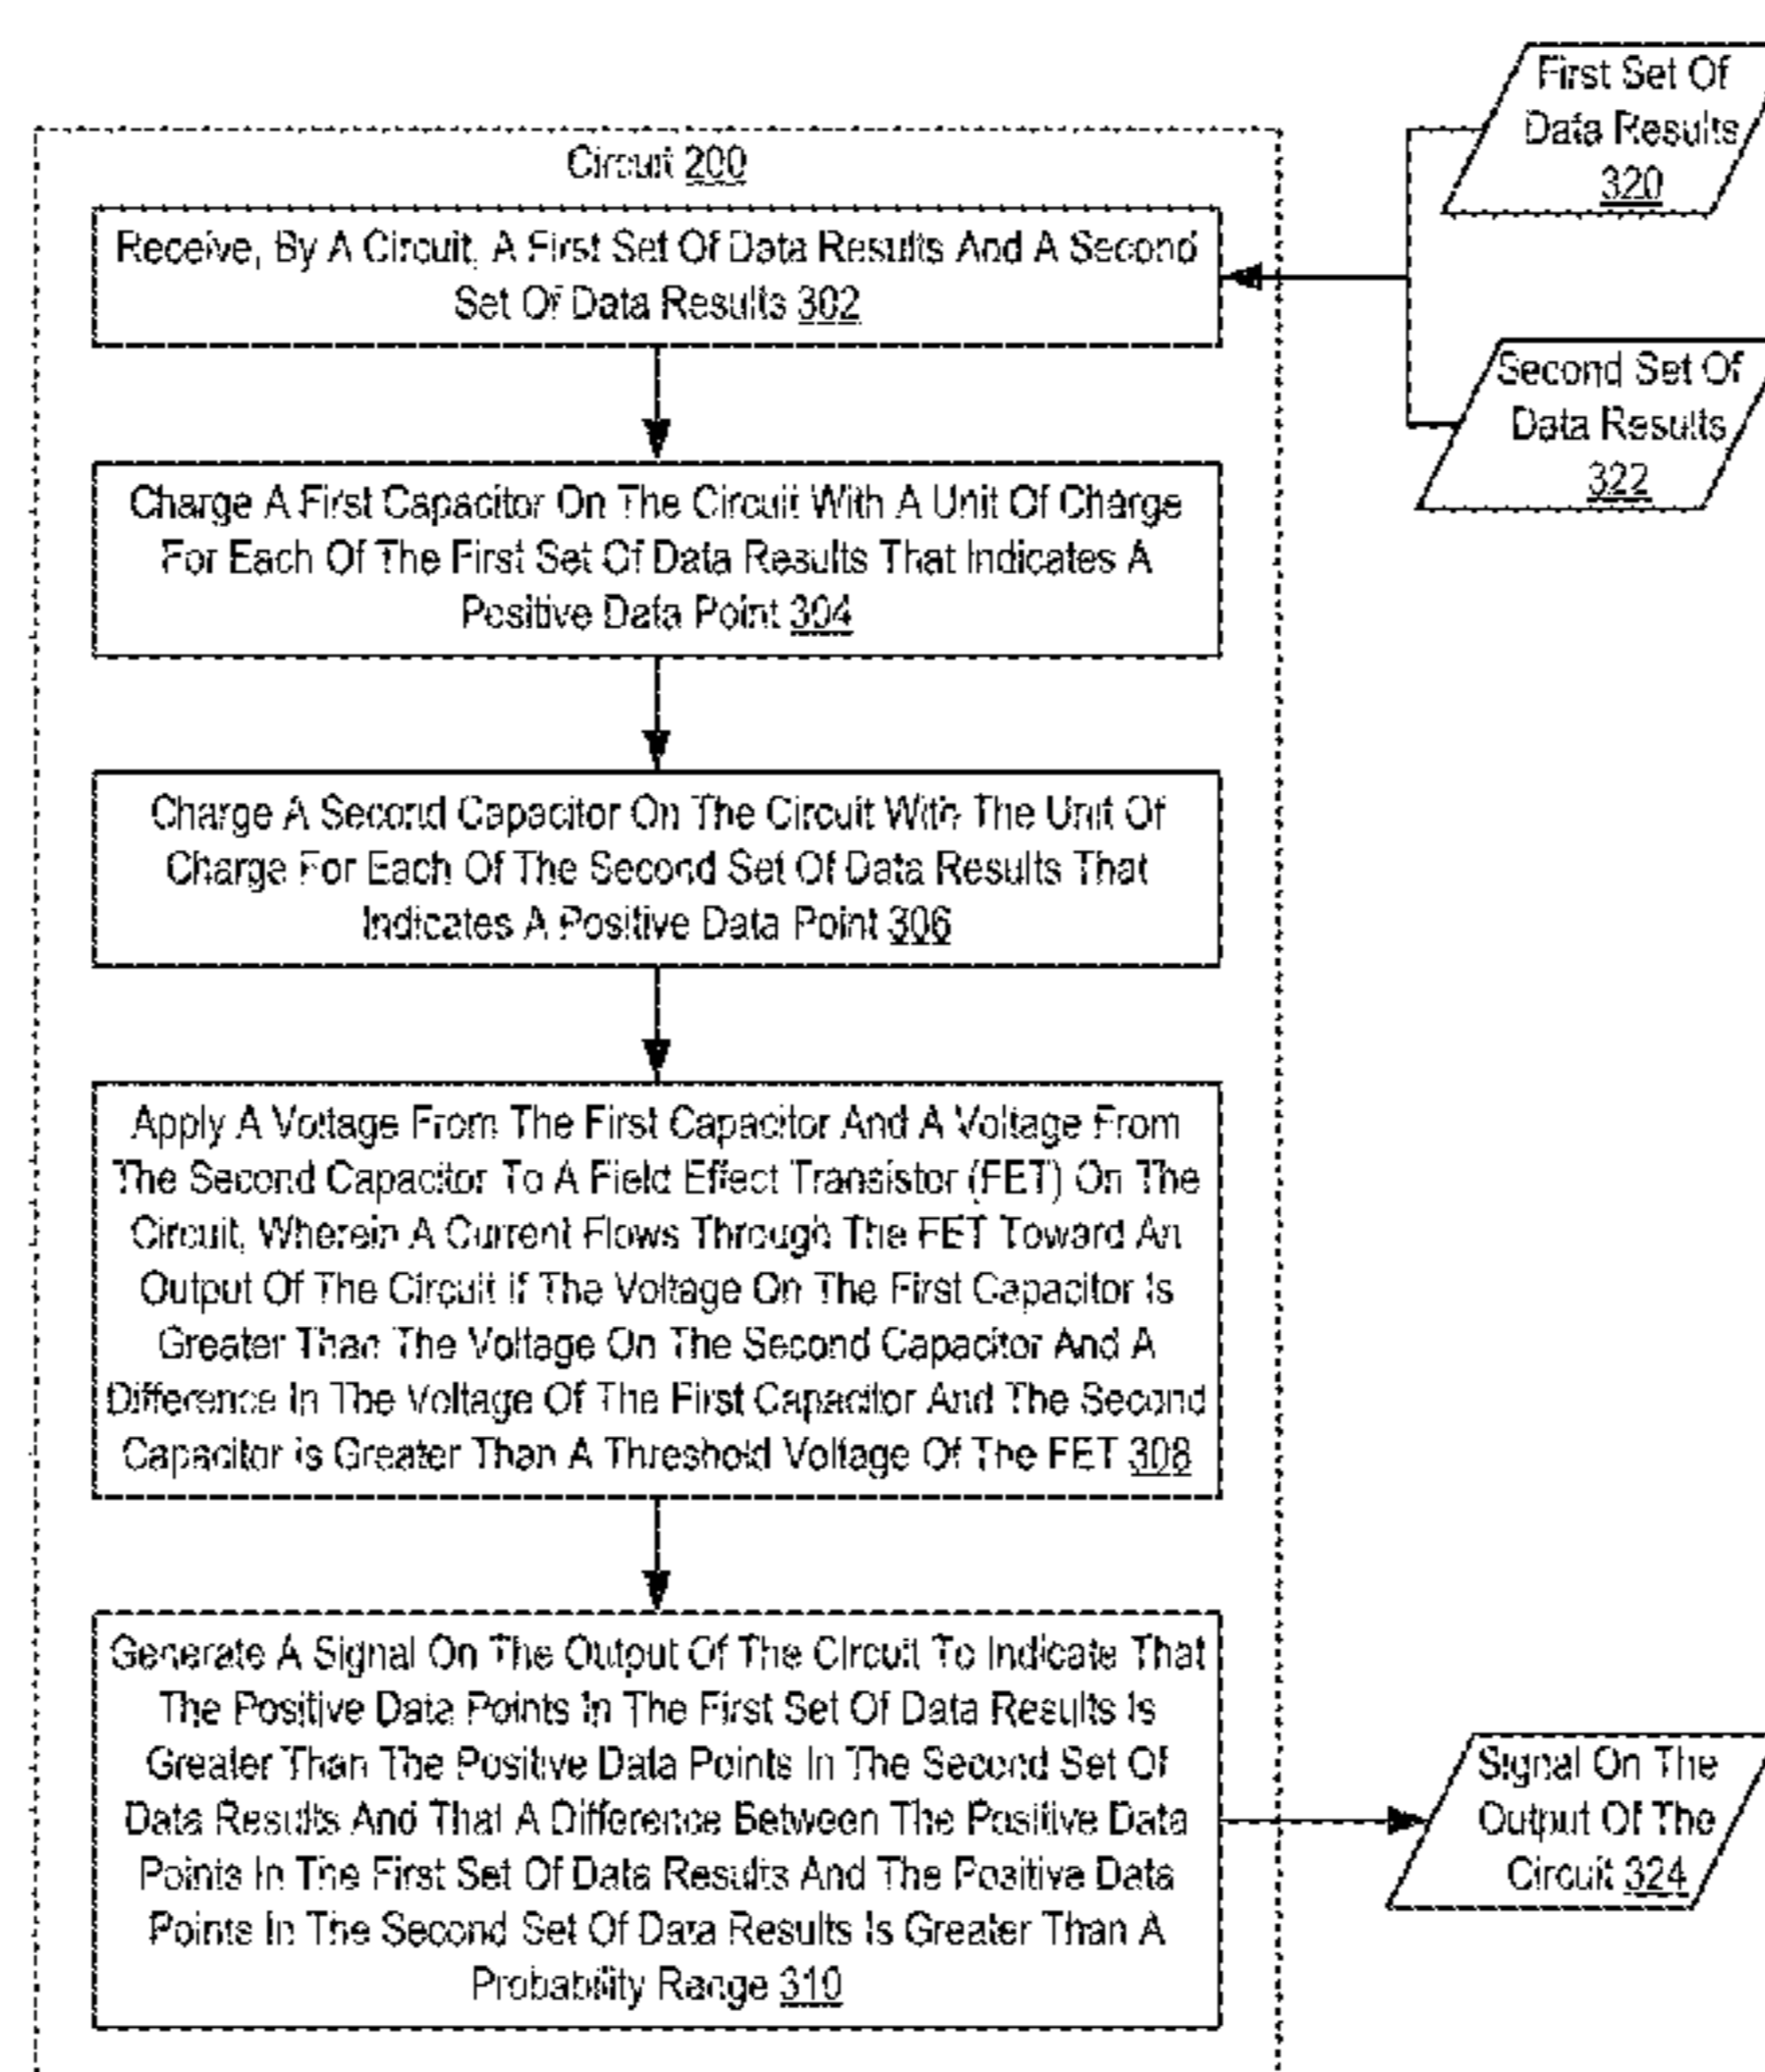 First Set Of
Data Results
320
Circuit 200
Receive, By A Circuit, A First Set Of Data Results And A Second
Set Of Data Results 302
Second Set Of
Data Results
322
Charge A First Capacitor On The Circuit With A Unit Of Charge
For Each Of The First Set Of Data Results That Indicates A
Positive Data Point 304
Charge A Second Capacitor On The Circuit With The Unit Of
Charge For Each Of The Second Set Of Data Results That
Indicates A Positive Data Point 306
Apply A Voltage From The First Capacitor And A Voltage From
The Second Capacitor To A Field Effect Transistor (FET) On The
Circuit, Wherein A Current Flows Through The FET Toward An
Output Of The Circuit If The Voltage On The First Capacitor Is
Greater Than The Voltage On The Second Capacitor And A
Difference In The Voltage Of The First Capacitor And The Second
Capacitor Is Greater Than A Threshold Voltage Of The FET 308
Generate A Signal On The Output Of The Circuit To Indicate That
The Positive Data Points In The First Set Of Data Results Is
Greater Than The Positive Data Points In The Second Set Of
Data Results And That A Difference Between The Positive Data
Points In The First Set Of Data Results And The Positive Data
Points In The Second Set Of Data Results Is Greater Than A
Probability Range 310
Signal On The
Output Of The
Circuit 324